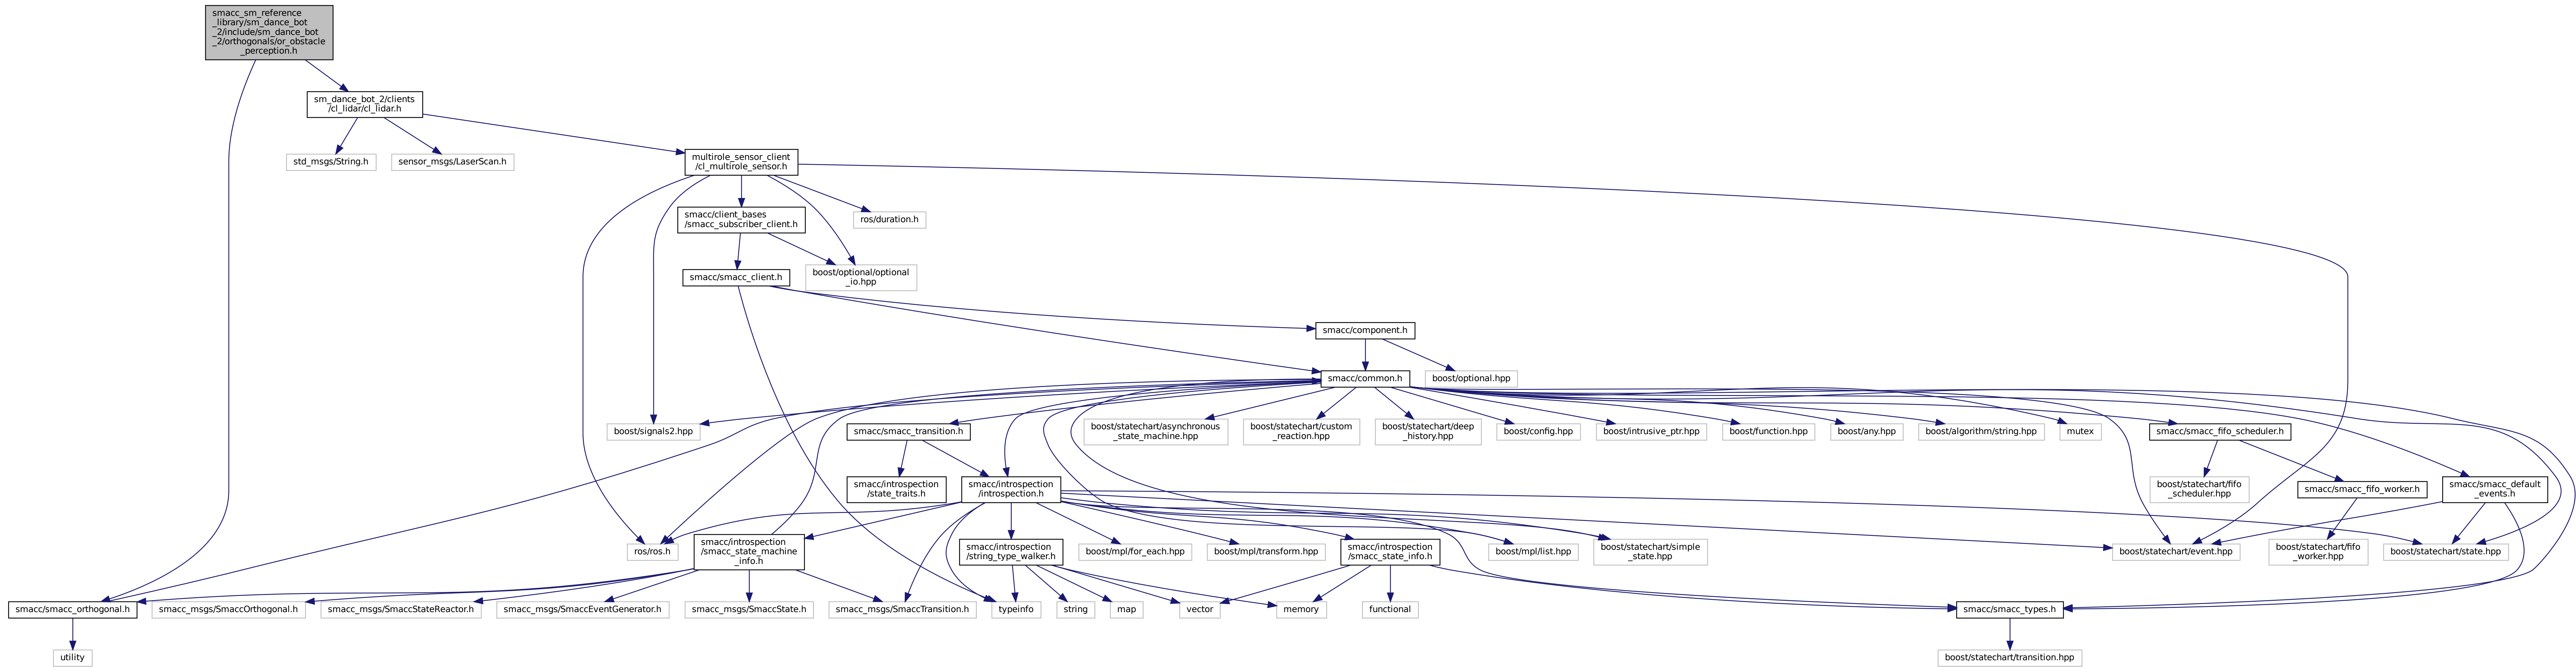 smacc_sm_reference
_library/sm_dance_bot
_2/include/sm_dance_bot
_2/orthogonals/or_obstacle
_perception.h
sm_dance_bot_2/clients
/cl_lidar/cl_lidar.h
std_msgs/String.h
sensor_msgs/LaserScan.h
multirole_sensor_client
/cl_multirole_sensor.h
smacc/client_bases
/smacc_subscriber_client.h
ros/duration.h
smacc/smacc_client.h
boost/optional/optional
_io.hpp
smacc/component.h
smacc/common.h
boost/optional.hpp
boost/signals2.hpp
smacc/smacc_transition.h
boost/statechart/asynchronous
_state_machine.hpp
boost/statechart/custom
_reaction.hpp
boost/statechart/deep
_history.hpp
boost/config.hpp
boost/intrusive_ptr.hpp
boost/function.hpp
boost/any.hpp
boost/algorithm/string.hpp
mutex
smacc/smacc_fifo_scheduler.h
smacc/introspection
/state_traits.h
smacc/introspection
/introspection.h
boost/statechart/fifo
_scheduler.hpp
smacc/smacc_fifo_worker.h
smacc/smacc_default
_events.h
ros/ros.h
smacc/introspection
/smacc_state_machine
_info.h
smacc/introspection
/string_type_walker.h
boost/mpl/for_each.hpp
boost/mpl/transform.hpp
smacc/introspection
/smacc_state_info.h
boost/mpl/list.hpp
boost/statechart/simple
_state.hpp
boost/statechart/event.hpp
boost/statechart/fifo
_worker.hpp
boost/statechart/state.hpp
smacc/smacc_orthogonal.h
smacc_msgs/SmaccOrthogonal.h
smacc_msgs/SmaccStateReactor.h
smacc_msgs/SmaccEventGenerator.h
smacc_msgs/SmaccState.h
smacc_msgs/SmaccTransition.h
typeinfo
string
map
vector
memory
functional
smacc/smacc_types.h
utility
boost/statechart/transition.hpp